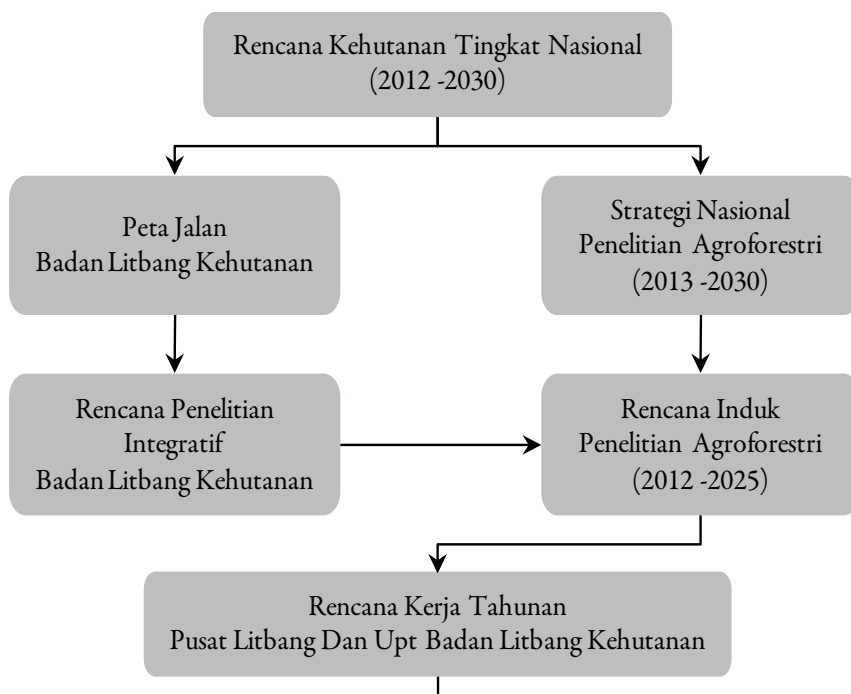 Rencana Kehutanan Tingkat Nasional
(2012 -2030)
Peta Jalan
Badan Litbang Kehutanan
Strategi Nasional
Penelitian Agroforestri
(2013 -2030)
Rencana Penelitian
Integratif
Badan Litbang Kehutanan
Rencana Induk
Penelitian Agroforestri
(2012 -2025)
Rencana Kerja Tahunan
Pusat Litbang Dan Upt Badan Litbang Kehutanan